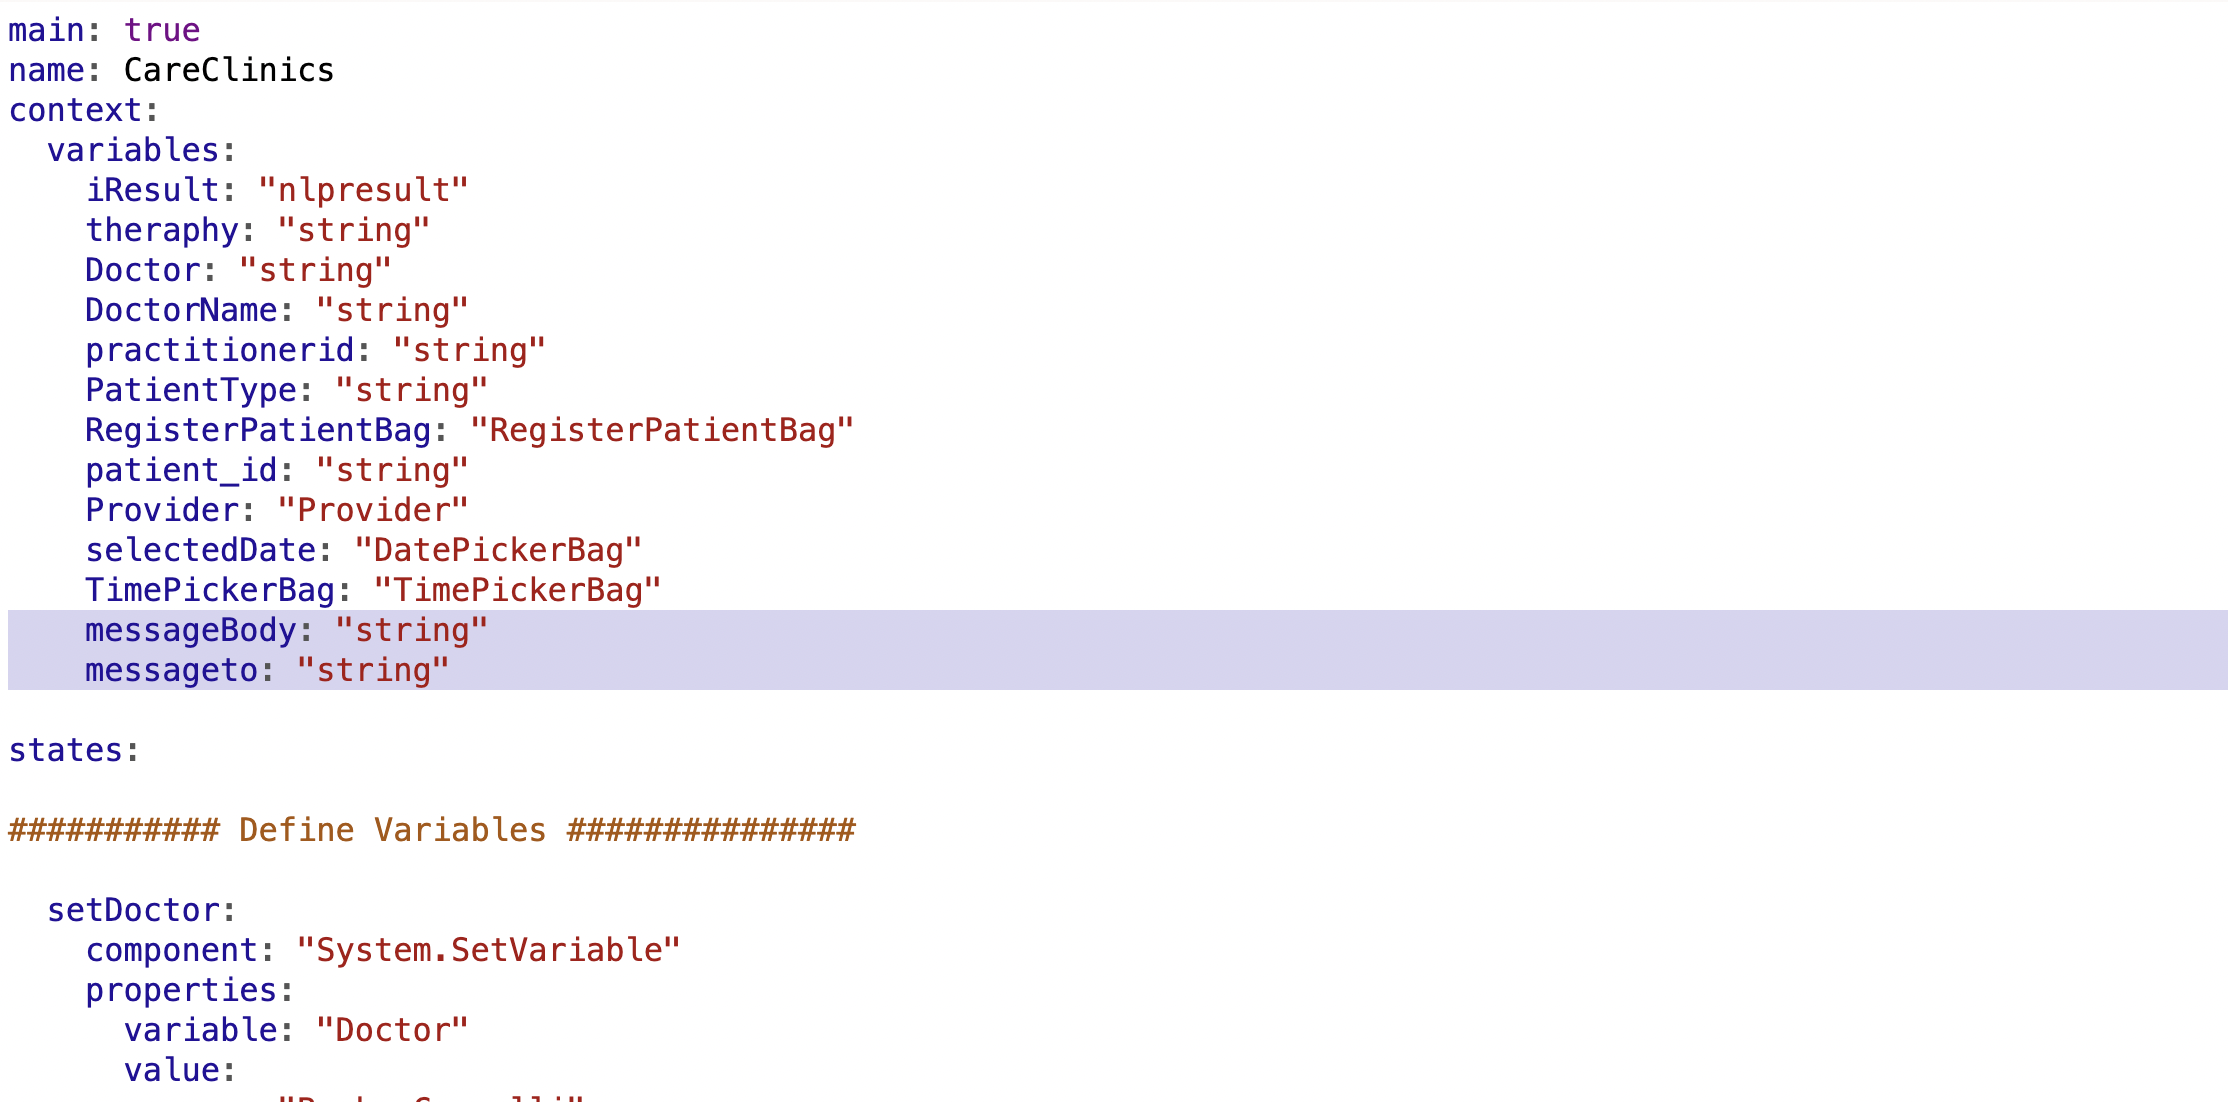 main: true
name: CareClinics
context:
  variables:
    iResult: "nlpresult"
    theraphy: "string"
    Doctor: "string"
    DoctorName: "string"
    practitionerid: "string"
    PatientType: "string"
    RegisterPatientBag: "RegisterPatientBag"
    patient_id: "string"
    Provider: "Provider"
    selectedDate: "DatePickerBag"
    TimePickerBag: "TimePickerBag"
    messageBody: "string"
    messageto: "string"
states:
########### Define Variables ###############
  setDoctor:
    component: "System.SetVariable"
    properties:
      variable: "Doctor"
      value: